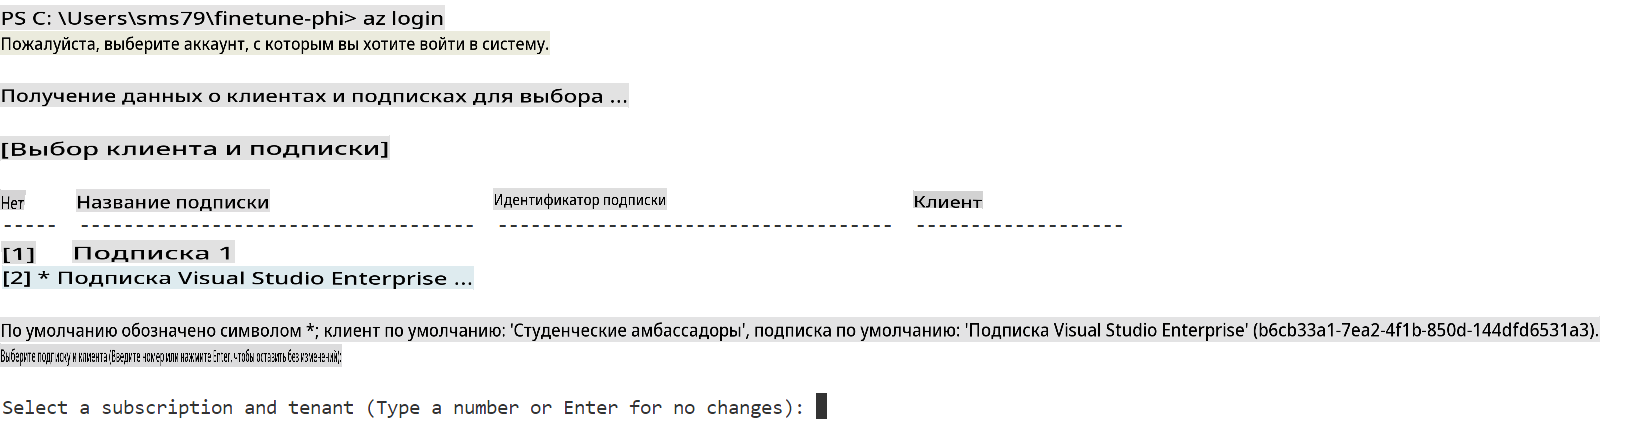 PS C: \Users\sms79\finetune-phi> az login
Пожалуйста, выберите аккаунт, с которым вы хотите войти в систему.
Получение данных о клиентах и подписках для выбора ...
[Выбор клиента и подписки]
Нет Название подписки Идентификатор подписки Клиент
----- ------------------------------------ ------------------------------------ -------------------
[1] Подписка 1
[2] * Подписка Visual Studio Enterprise ...
По умолчанию обозначено символом *; клиент по умолчанию: 'Студенческие амбассадоры', подписка по умолчанию: 'Подписка Visual Studio Enterprise' (b6cb33a1-7ea2-4f1b-850d-144dfd6531a3).
Выберите подписку и клиента (Введите номер или нажмите Enter, чтобы оставить без изменений):
Select a subscription and tenant (Type a number or Enter for no changes):